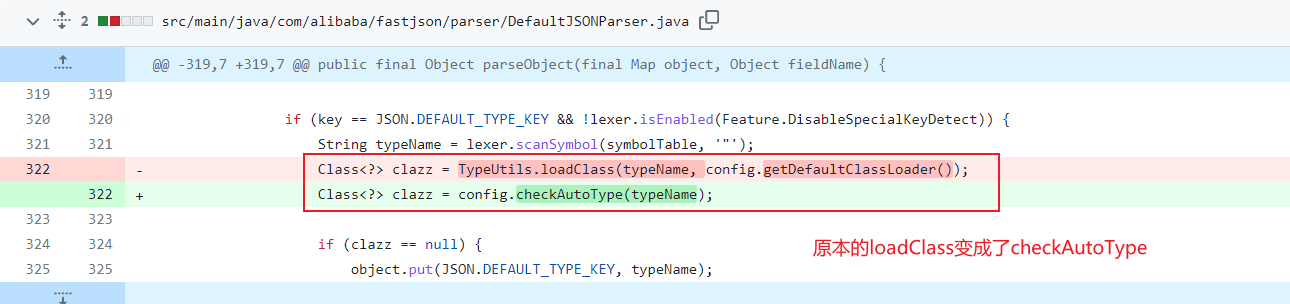 2 src/main/java/com/alibaba/fastjson/parser/DefaultJSONParser.java
@@ -319,7 +319,7 @@ public final Object parseObject(final Map object, Object fieldName) {
319 319
320 320 if (key == JSON.DEFAULT_TYPE_KEY && !lexer.isEnabled(Feature.DisableSpecialKeyDetect)) {
321 321 String typeName = lexer.scanSymbol(symbolTable, '"');
322 - Class<?> clazz = TypeUtils.loadClass(typeName, config.getDefaultClassLoader());
322 + Class<?> clazz = config.checkAutoType(typeName);
323 323
324 324 if (clazz == null) {
原本的loadClass变成了checkAutoType
325 325 object.put(JSON.DEFAULT_TYPE_KEY, typeName);